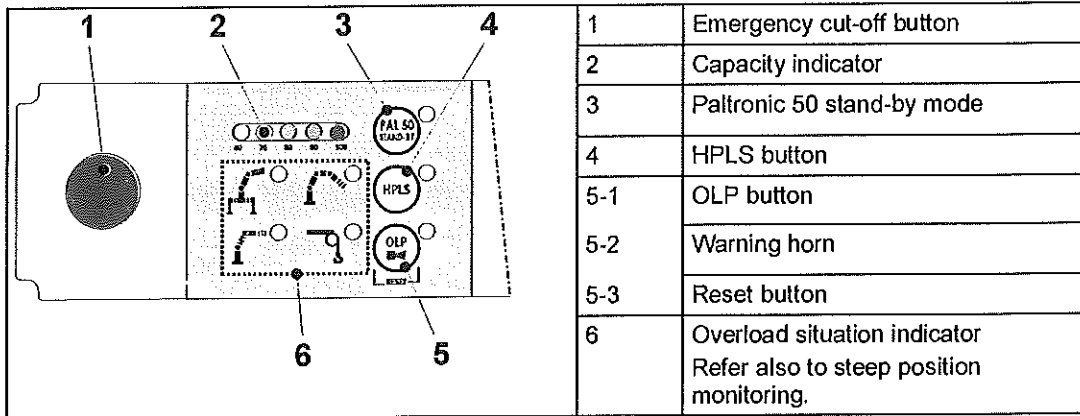 1
2
3
4
PAL 50
STAND-BY
60 70 80 90 100
HPLS
OLP
RESET
6
5
1 Emergency cut-off button
2 Capacity indicator
3 Paltronic 50 stand-by mode
4 HPLS button
5-1 OLP button
5-2 Warning horn
5-3 Reset button
6 Overload situation indicator
Refer also to steep position
monitoring.